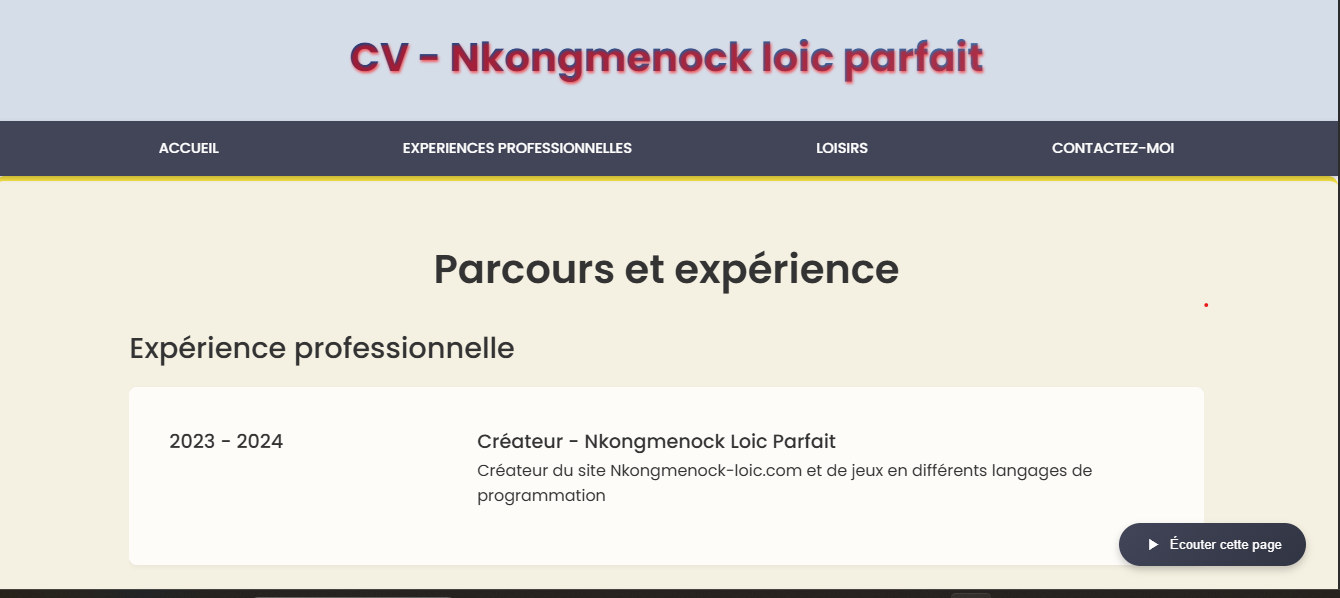 CV - Nkongmenock loic parfait
ACCUEIL
EXPERIENCES PROFESSIONNELLES
LOISIRS
CONTACTEZ-MOI
Parcours et expérience
Expérience professionnelle
2023 - 2024
Créateur - Nkongmenock Loic Parfait
Créateur du site Nkongmenock-loic.com et de jeux en différents langages de
programmation
Écouter cette page